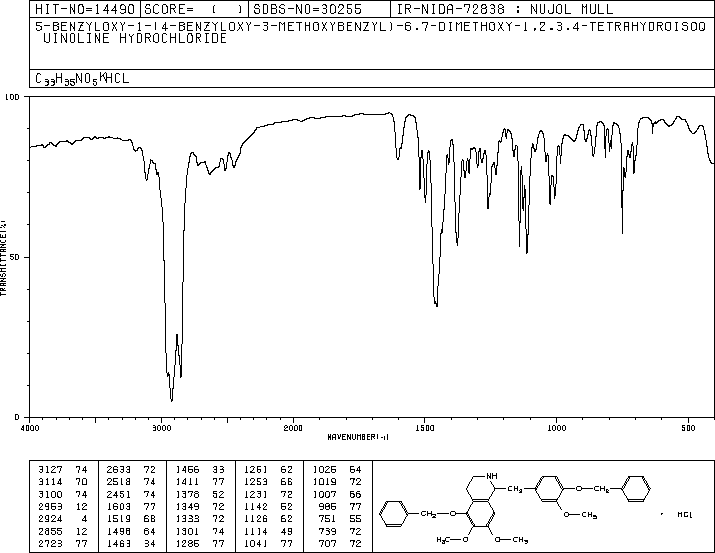 HIT-NO=14490 SCORE= ( ) SDBS-NO=30255 IR-NIDA-72838 : NUJOL MULL
5-BENZYLOXY-1-(4-BENZYLOXY-3-METHOXYBENZYL)-6,7-DIMETHOXY-1,2,3,4-TETRAHYDROISOQ
UINOLINE HYDROCHLORIDE
C33H35NO5·HCL
100
TRANSMITTANCE(%)
50
0
4000 3000 2000 1500 1000 500
WAVENUMBER(-1)
3127 74 2633 72 1466 33 1261 62 1026 64
3114 70 2518 74 1411 77 1253 66 1019 72
3100 74 2451 74 1378 52 1231 72 1007 66
2953 12 1603 77 1349 72 1142 52 986 77
2924 4 1519 68 1333 72 1126 62 751 55
2855 12 1498 64 1301 74 1114 49 739 72
2723 77 1463 34 1285 77 1041 77 707 72
NH
CH2
O—CH2
O—CH3
CH2—O
H3C—O
O—CH3
· HCl